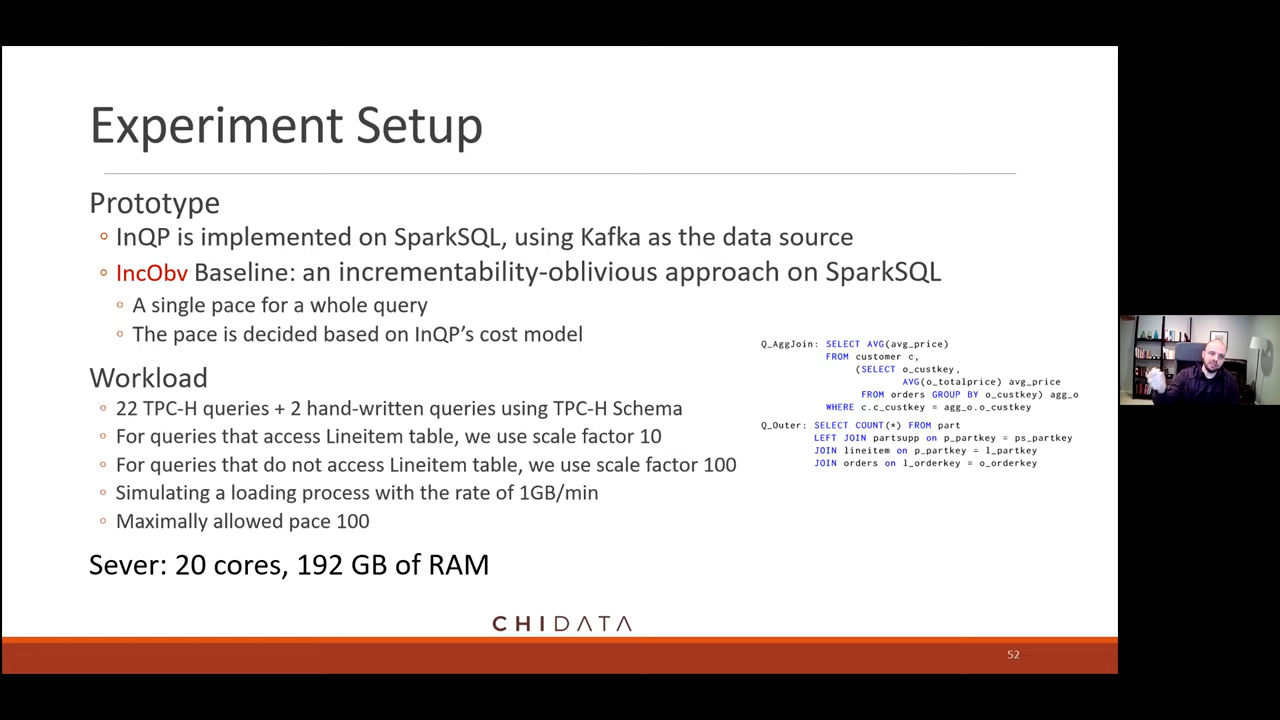 Experiment Setup
Prototype
◦ InQP is implemented on SparkSQL, using Kafka as the data source
◦ IncObv Baseline: an incrementability-oblivious approach on SparkSQL
◦ A single pace for a whole query
◦ The pace is decided based on InQP's cost model
Workload
◦ 22 TPC-H queries + 2 hand-written queries using TPC-H Schema
◦ For queries that access Lineitem table, we use scale factor 10
◦ For queries that do not access Lineitem table, we use scale factor 100
◦ Simulating a loading process with the rate of 1GB/min
◦ Maximally allowed pace 100
Sever: 20 cores, 192 GB of RAM
Q_AggJoin: SELECT AVG(avg_price)
FROM customer c,
(SELECT o_custkey,
AVG(o_totalprice) avg_price
FROM orders GROUP BY o_custkey) agg_o
WHERE c.c_custkey = agg_o.o_custkey
Q_Outer: SELECT COUNT(*) FROM part
LEFT JOIN partsupp on p_partkey = ps_partkey
JOIN lineitem on p_partkey = l_partkey
JOIN orders on l_orderkey = o_orderkey
CHIDATA
52